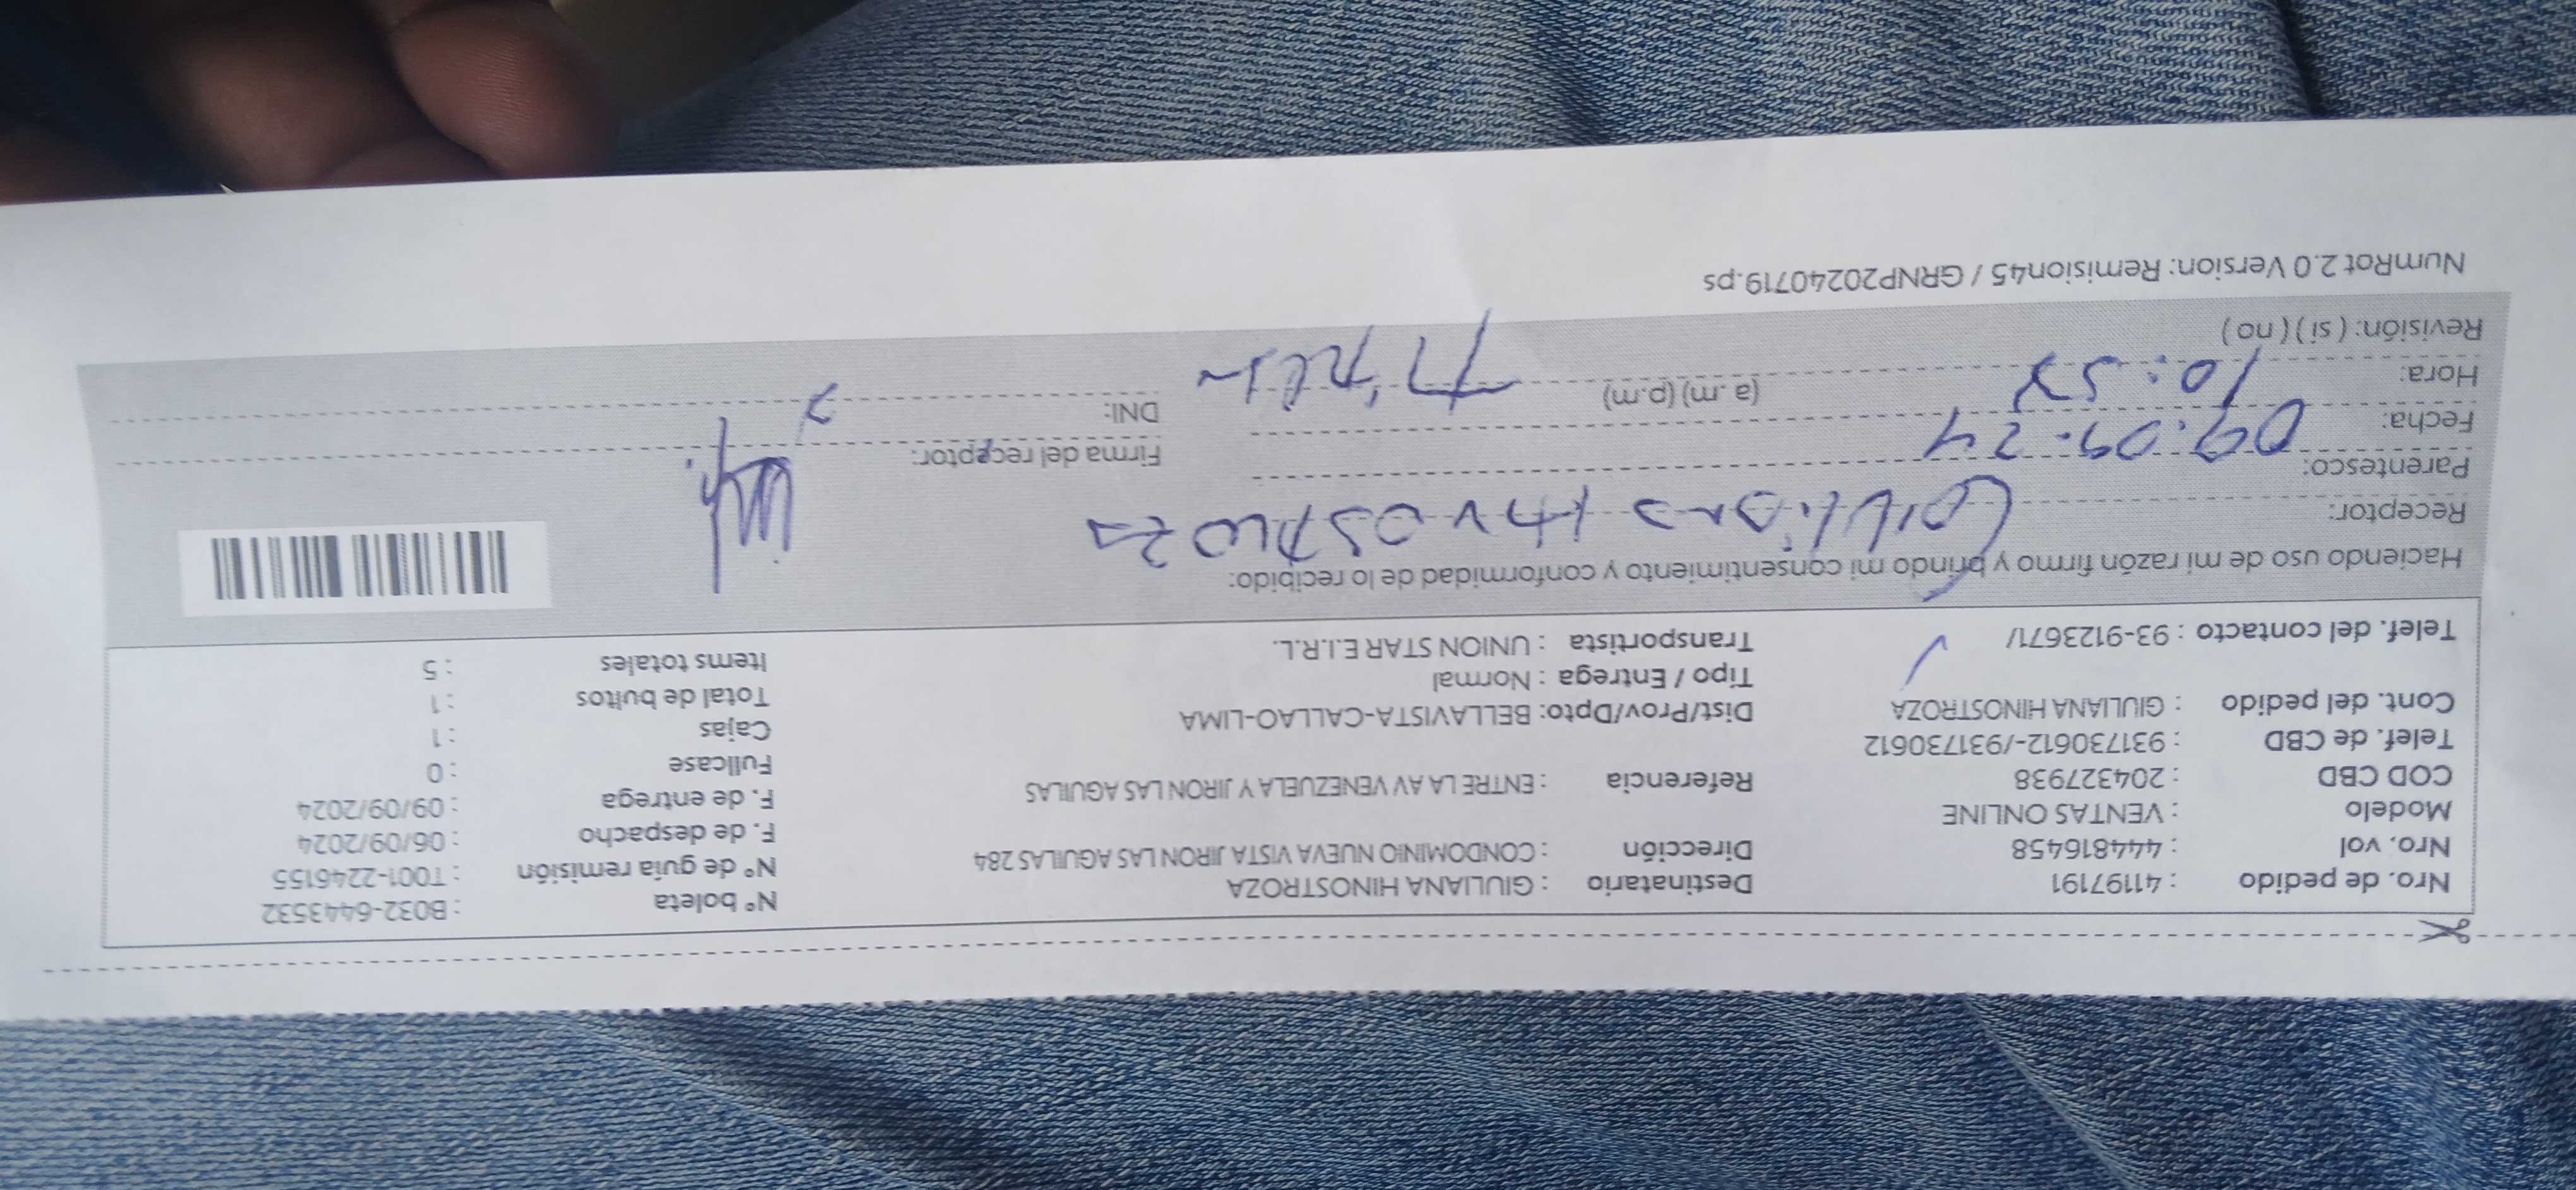 Nro. de pedido : 41197191 Destinatario : GIULIANA HINOSTROZA N° boleta : B032-6443532
Nro. vol : 4444816458 Dirección : CONDOMINIO NUEVA VISTA JIRON LAS AGUILAS 284 N° de guía remisión : T001-2246155
Modelo : VENTAS ONLINE F. de despacho : 06/09/2024
COD CBD : 204327938 Referencia : ENTRE LA AV VENEZUELA Y JIRON LAS AGUILAS F. de entrega : 09/09/2024
Telef. de CBD : 931730612-/931730612 Fullcase : 0
Cont. del pedido : GIULIANA HINOSTROZA Dist/Prov/Dpto: BELLAVISTA-CALLAO-LIMA Cajas : 1
Tipo / Entrega : Normal Total de bultos : 1
Telef. del contacto : 93-9123671/ Transportista : UNION STAR E.I.R.L. Items totales : 5
Haciendo uso de mi razón firmo y brindo mi consentimiento y conformidad de lo recibido:
Receptor:
Parentesco: Firma del receptor:
Fecha: 09.09.24 DNI:
Hora: 10:57 (a.m) (p.m)
Revisión: ( si ) ( no )
NumRot 2.0 Version: Remision45 / GRNP20240719.ps